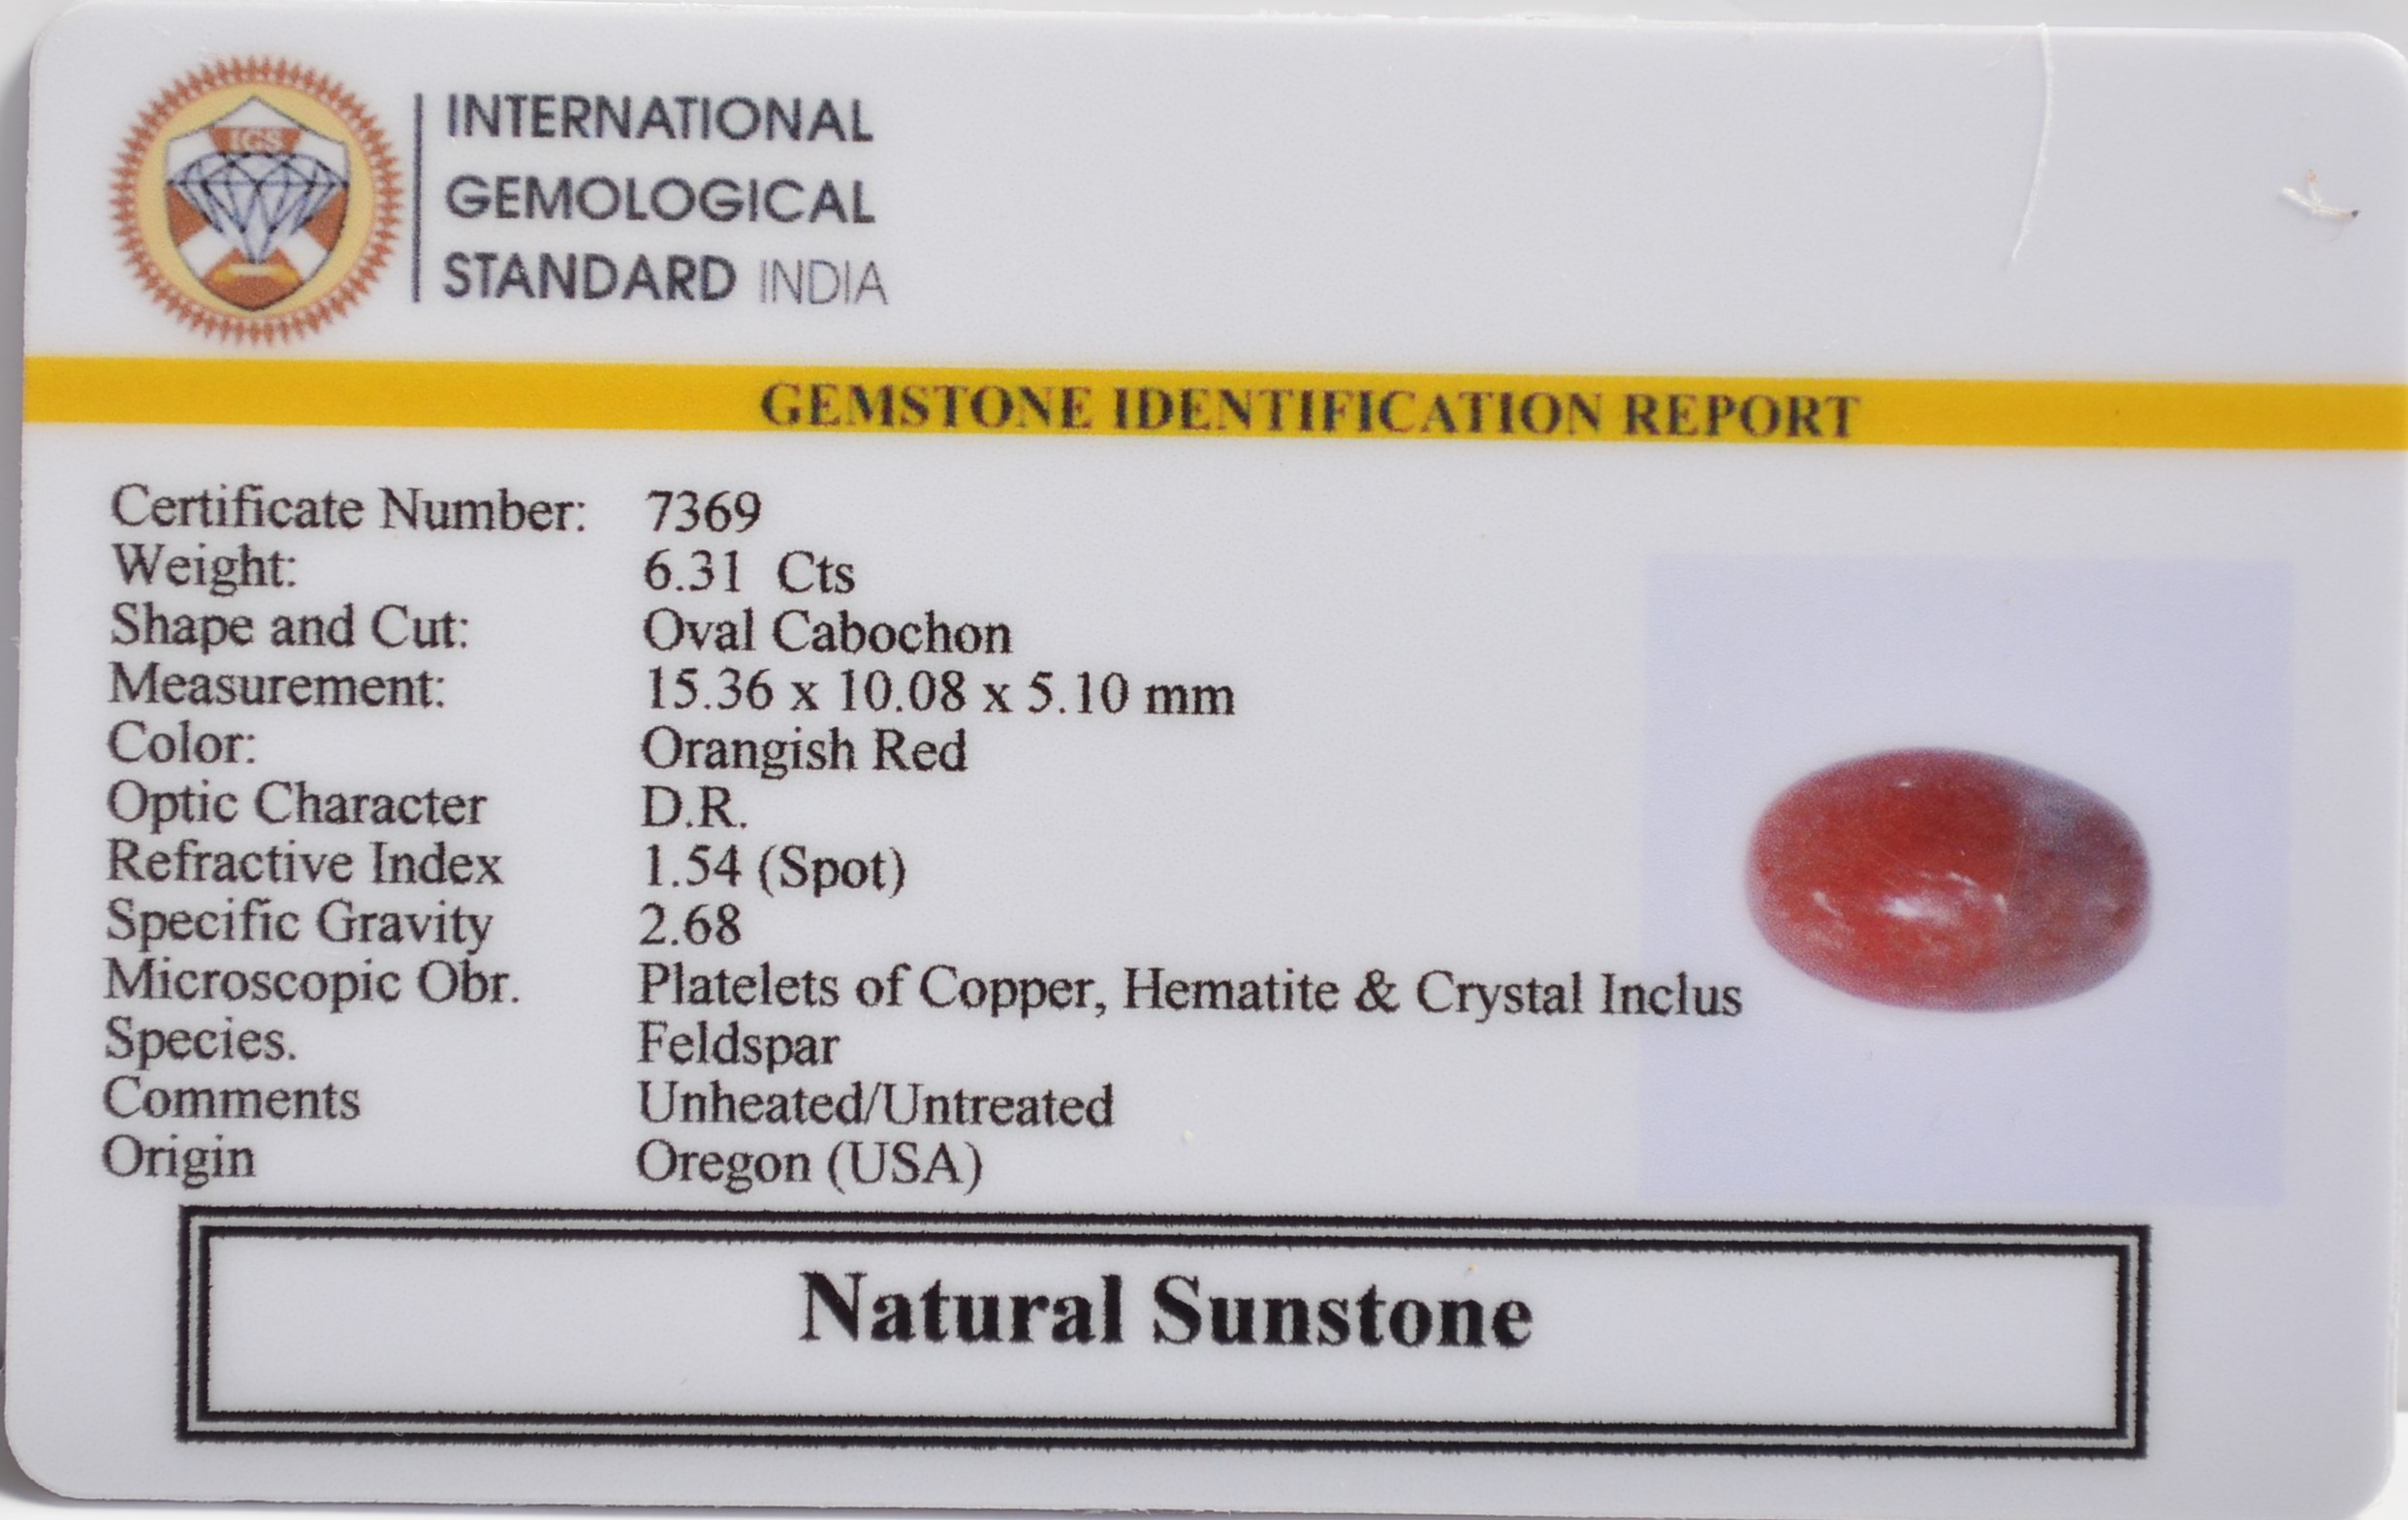 IGS
INTERNATIONAL
GEMOLOGICAL
STANDARD INDIA
GEMSTONE IDENTIFICATION REPORT
Certificate Number: 7369
Weight: 6.31 Cts
Shape and Cut: Oval Cabochon
Measurement: 15.36 x 10.08 x 5.10 mm
Color: Orangish Red
Optic Character D.R.
Refractive Index 1.54 (Spot)
Specific Gravity 2.68
Microscopic Obr. Platelets of Copper, Hematite & Crystal Inclus
Species. Feldspar
Comments Unheated/Untreated
Origin Oregon (USA)
Natural Sunstone